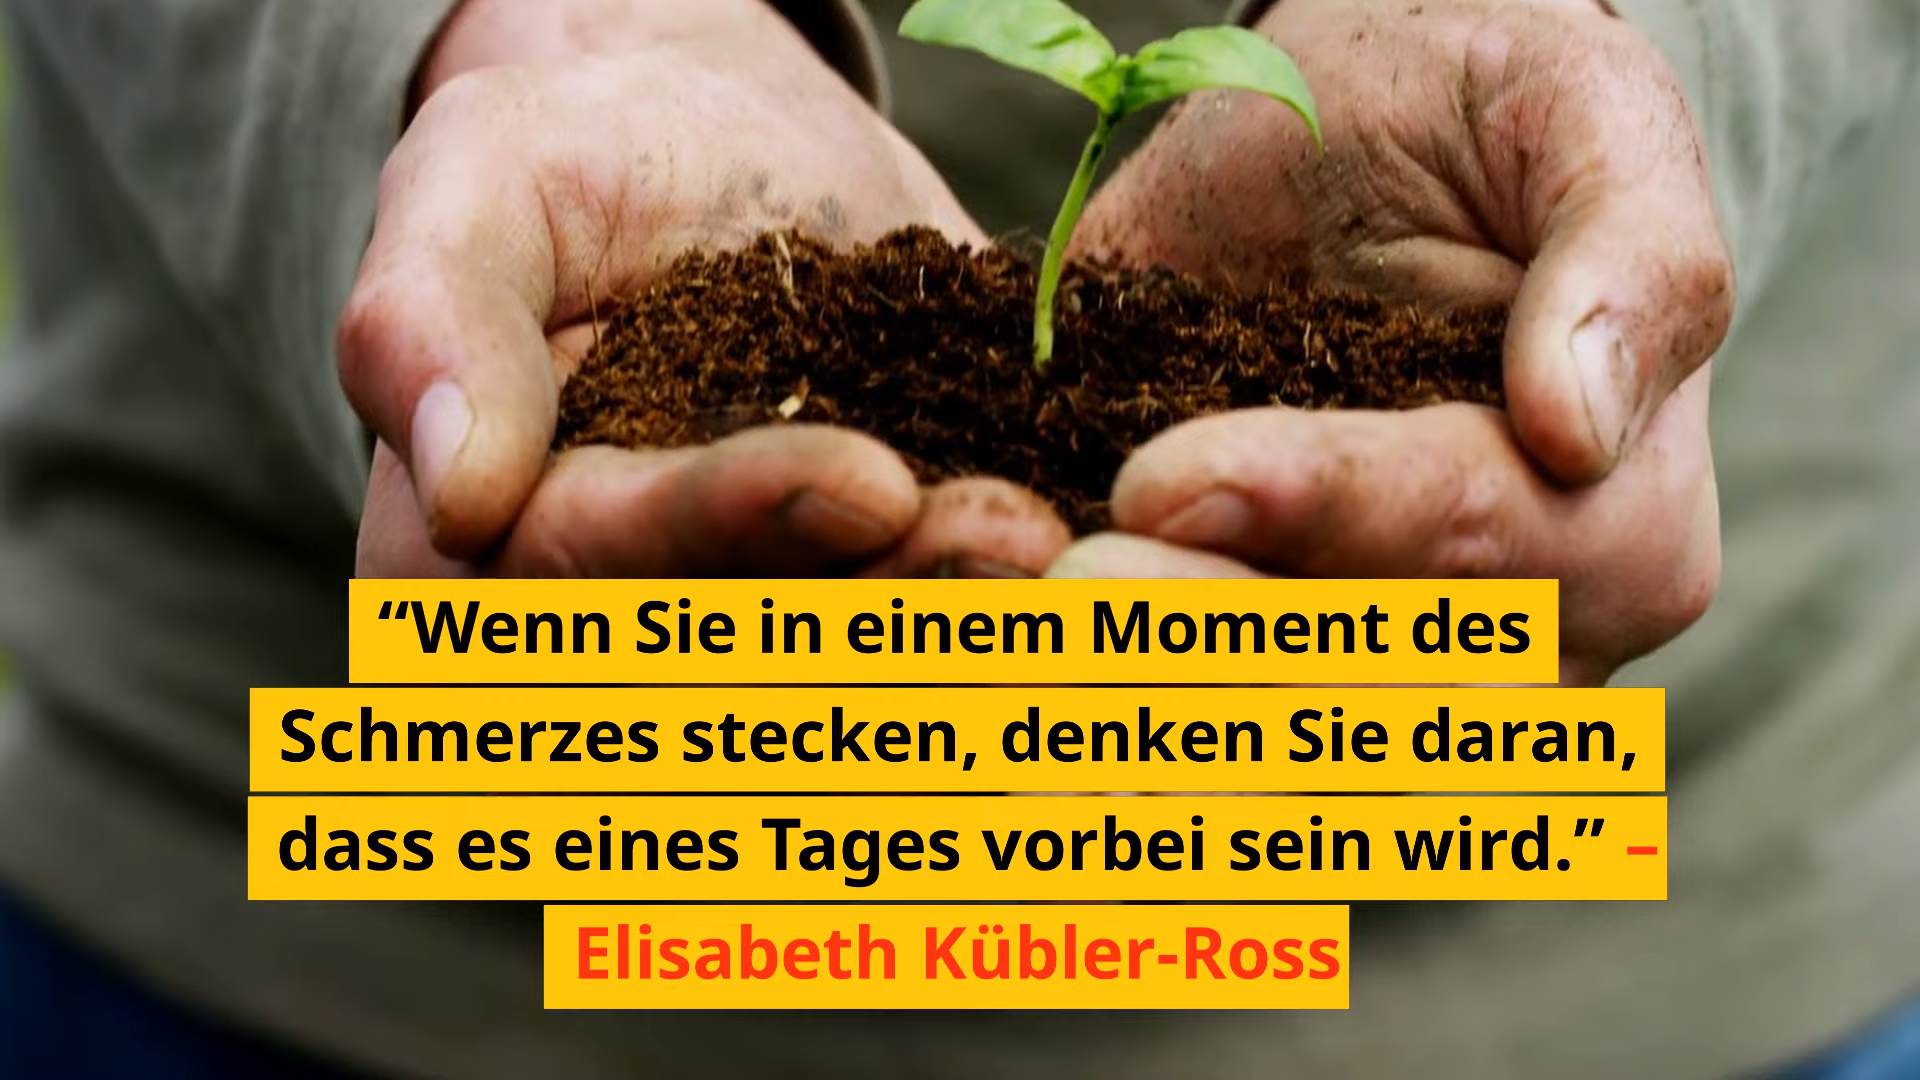 “Wenn Sie in einem Moment des
Schmerzes stecken, denken Sie daran,
dass es eines Tages vorbei sein wird.” –
Elisabeth Kübler-Ross